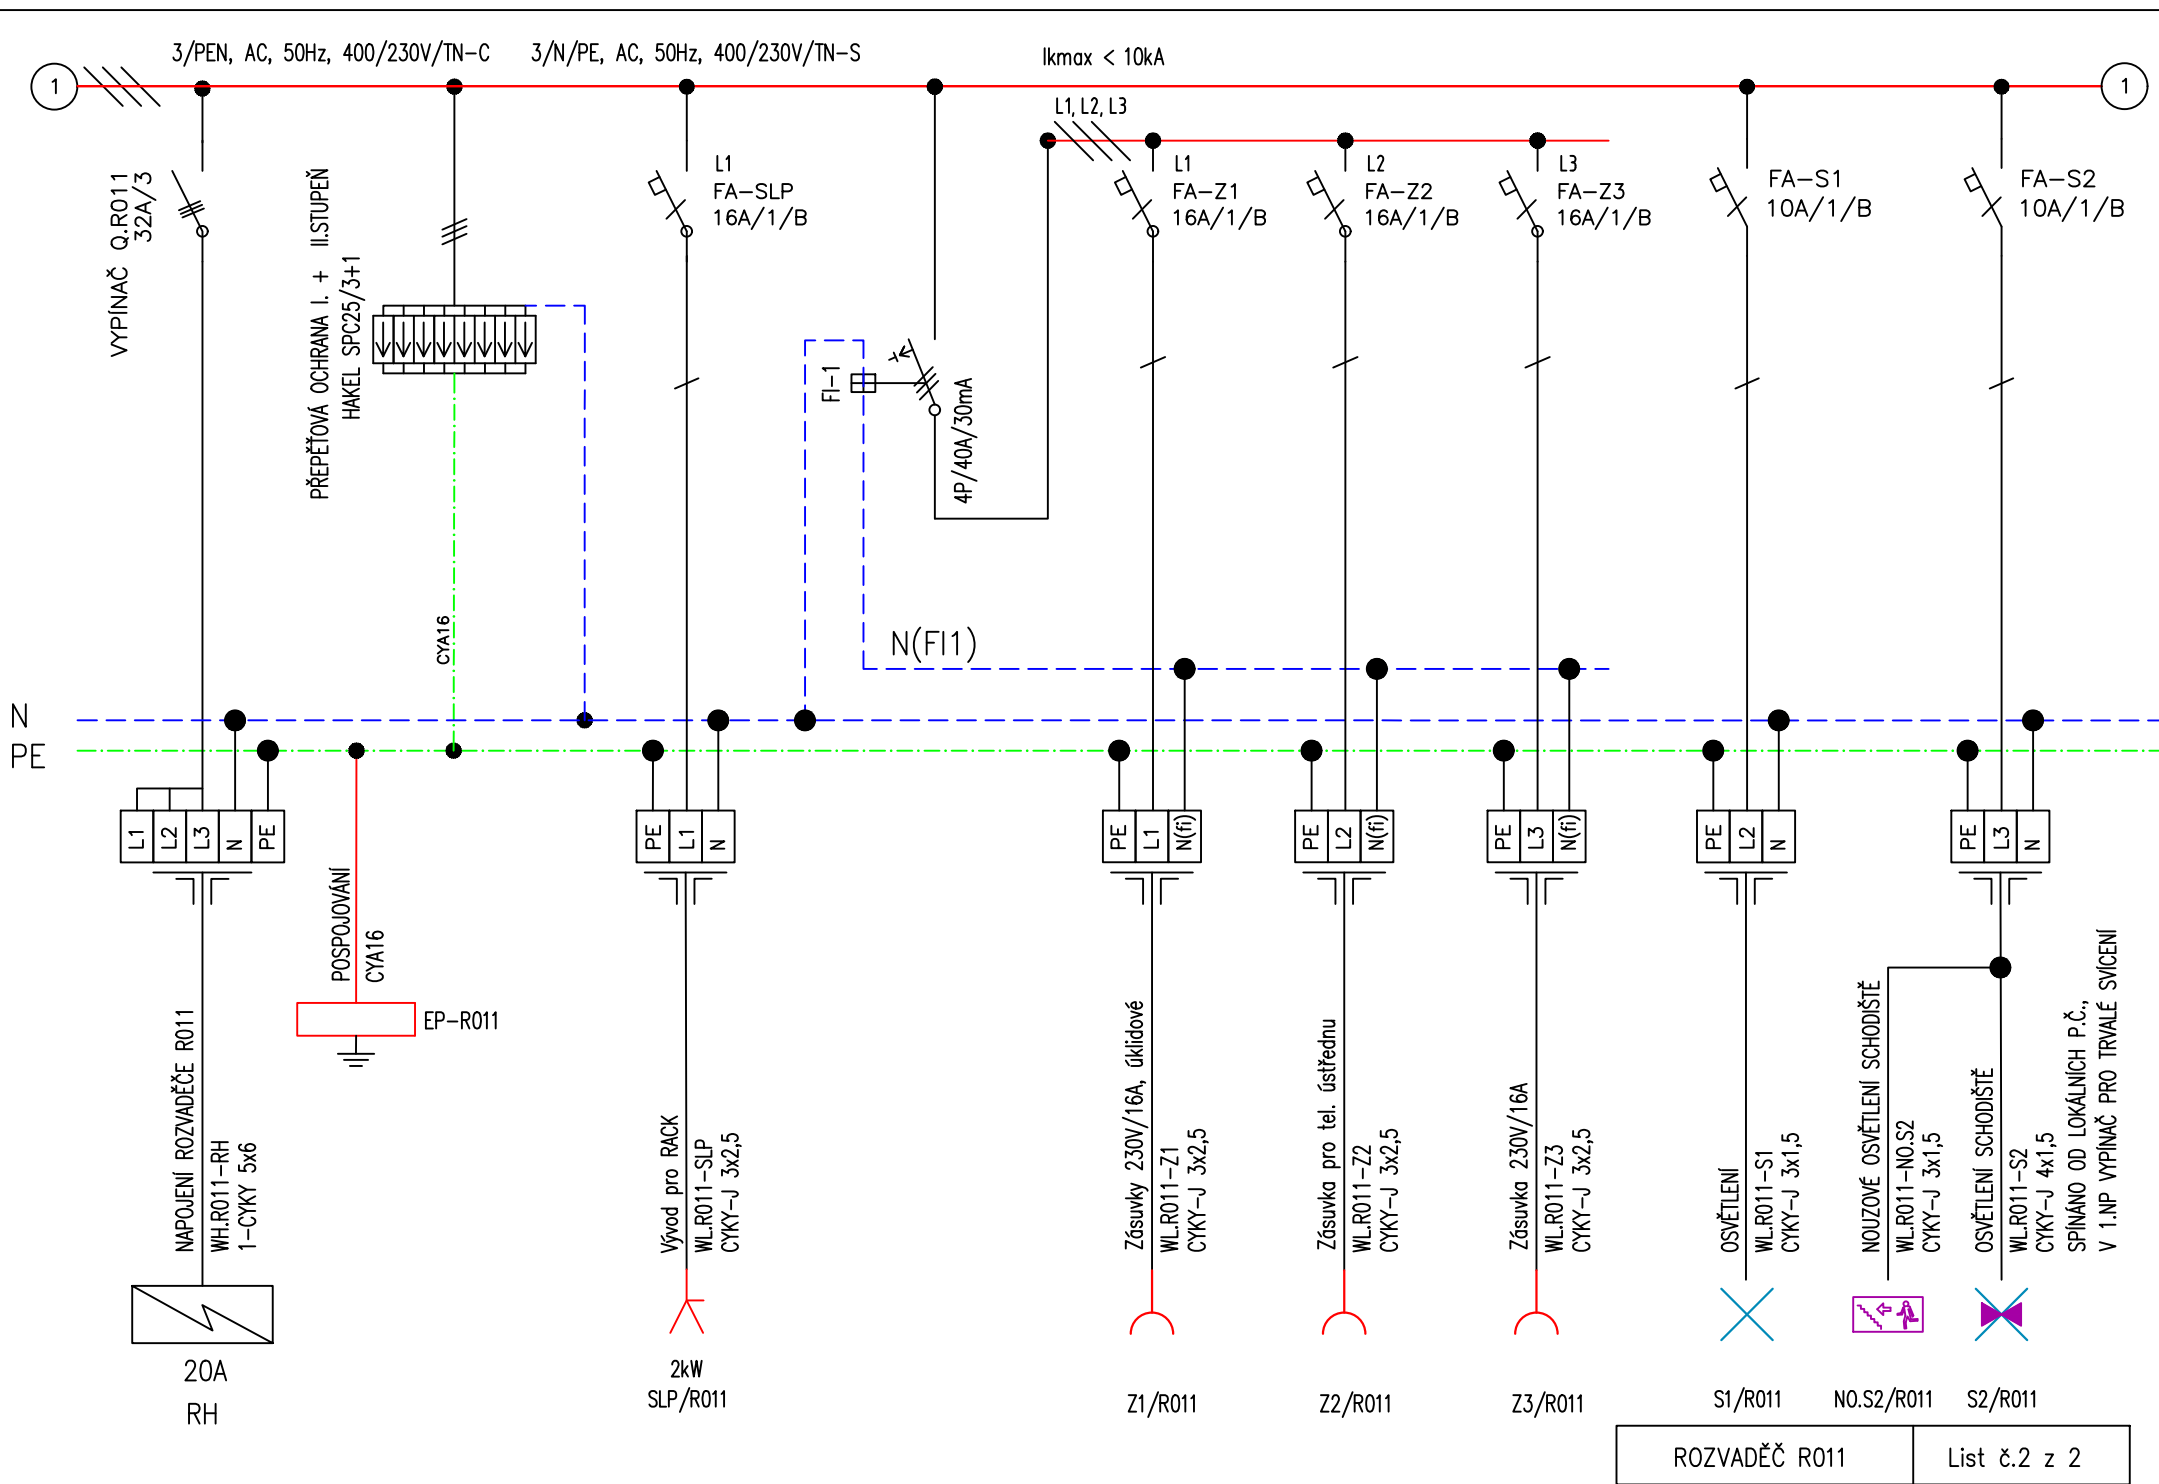 3/PEN, AC, 50Hz, 400/230V/TN-C
3/N/PE, AC, 50Hz, 400/230V/TN-S
Ikmax < 10kA
1
1
L1, L2, L3
VYPÍNAČ Q.R011
32A/3
PŘEPĚŤOVÁ OCHRANA I. + II.STUPEŇ
HAKEL SPC25/3+1
L1
FA-SLP
16A/1/B
FI-1
4P/40A/30mA
L1
FA-Z1
16A/1/B
L2
FA-Z2
16A/1/B
L3
FA-Z3
16A/1/B
FA-S1
10A/1/B
FA-S2
10A/1/B
CYA16
N(FI1)
N
PE
L1
L2
L3
N
PE
PE
L1
N
PE
L1
N(fi)
PE
L2
N(fi)
PE
L3
N(fi)
PE
L2
N
PE
L3
N
POSPOJOVÁNÍ
CYA16
EP-R011
NAPOJENÍ ROZVADĚČE R011
WH.R011-RH
1-CYKY 5x6
Vývod pro RACK
WL.R011-SLP
CYKY-J 3x2,5
Zásuvky 230V/16A, úklidové
WL.R011-Z1
CYKY-J 3x2,5
Zásuvka pro tel. ústřednu
WL.R011-Z2
CYKY-J 3x2,5
Zásuvka 230V/16A
WL.R011-Z3
CYKY-J 3x2,5
OSVĚTLENÍ
WL.R011-S1
CYKY-J 3x1,5
NOUZOVÉ OSVĚTLENÍ SCHODIŠTĚ
WL.R011-NO.S2
CYKY-J 3x1,5
OSVĚTLENÍ SCHODIŠTĚ
WL.R011-S2
CYKY-J 4x1,5
SPÍNÁNO OD LOKÁLNÍCH P.Č.,
V 1.NP VYPÍNAČ PRO TRVALÉ SVÍCENÍ
20A
RH
2kW
SLP/R011
Z1/R011
Z2/R011
Z3/R011
S1/R011
NO.S2/R011
S2/R011
ROZVADĚČ R011
List č.2 z 2